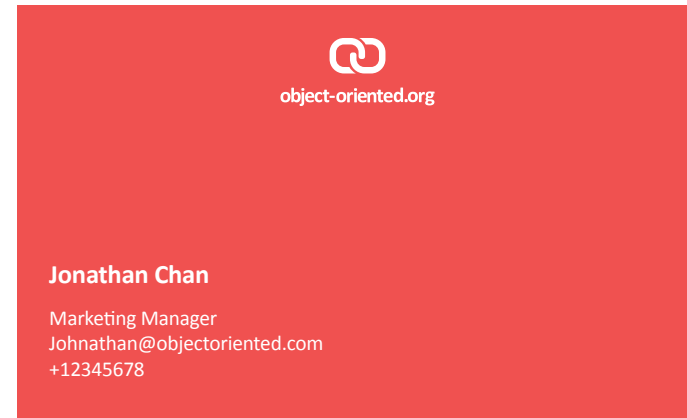 object-oriented.org
Jonathan Chan
Marketing Manager
Johnathan@objectoriented.com
+12345678